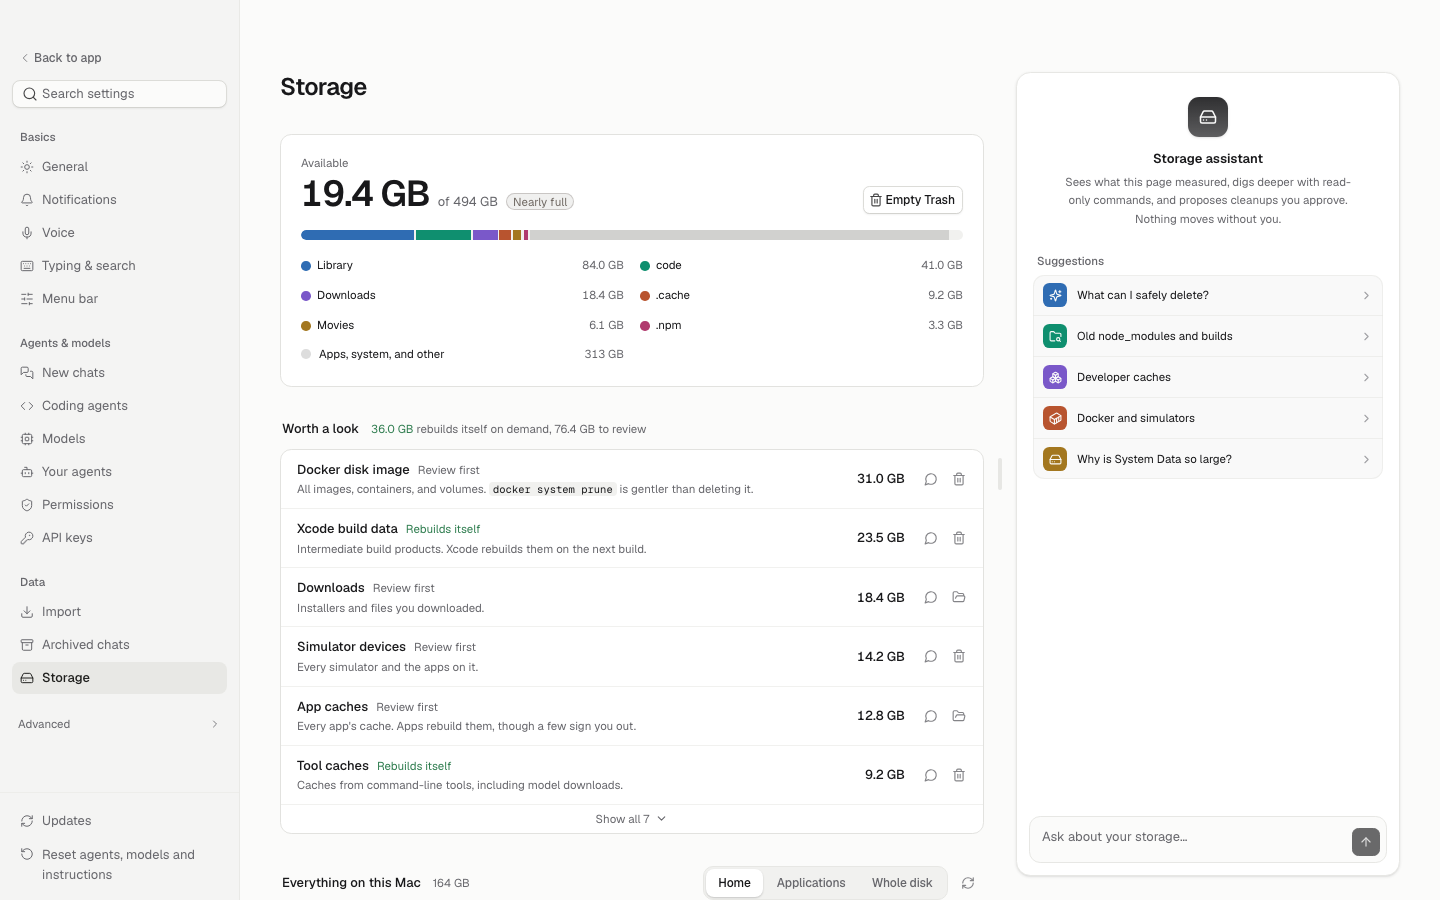 Back to app
Search settings
Basics
General
Notifications
Voice
Typing & search
Menu bar
Agents & models
New chats
Coding agents
Models
Your agents
Permissions
API keys
Data
Import
Archived chats
Storage
Advanced
Updates
Reset agents, models and
instructions
Storage
Available
19.4 GB of 494 GB Nearly full
Empty Trash
Library 84.0 GB
code 41.0 GB
Downloads 18.4 GB
.cache 9.2 GB
Movies 6.1 GB
.npm 3.3 GB
Apps, system, and other 313 GB
Worth a look 36.0 GB rebuilds itself on demand, 76.4 GB to review
Docker disk image Review first
All images, containers, and volumes. docker system prune is gentler than deleting it.
31.0 GB
Xcode build data Rebuilds itself
Intermediate build products. Xcode rebuilds them on the next build.
23.5 GB
Downloads Review first
Installers and files you downloaded.
18.4 GB
Simulator devices Review first
Every simulator and the apps on it.
14.2 GB
App caches Review first
Every app's cache. Apps rebuild them, though a few sign you out.
12.8 GB
Tool caches Rebuilds itself
Caches from command-line tools, including model downloads.
9.2 GB
Show all 7
Everything on this Mac 164 GB
Home Applications Whole disk
Storage assistant
Sees what this page measured, digs deeper with read-
only commands, and proposes cleanups you approve.
Nothing moves without you.
Suggestions
What can I safely delete?
Old node_modules and builds
Developer caches
Docker and simulators
Why is System Data so large?
Ask about your storage...